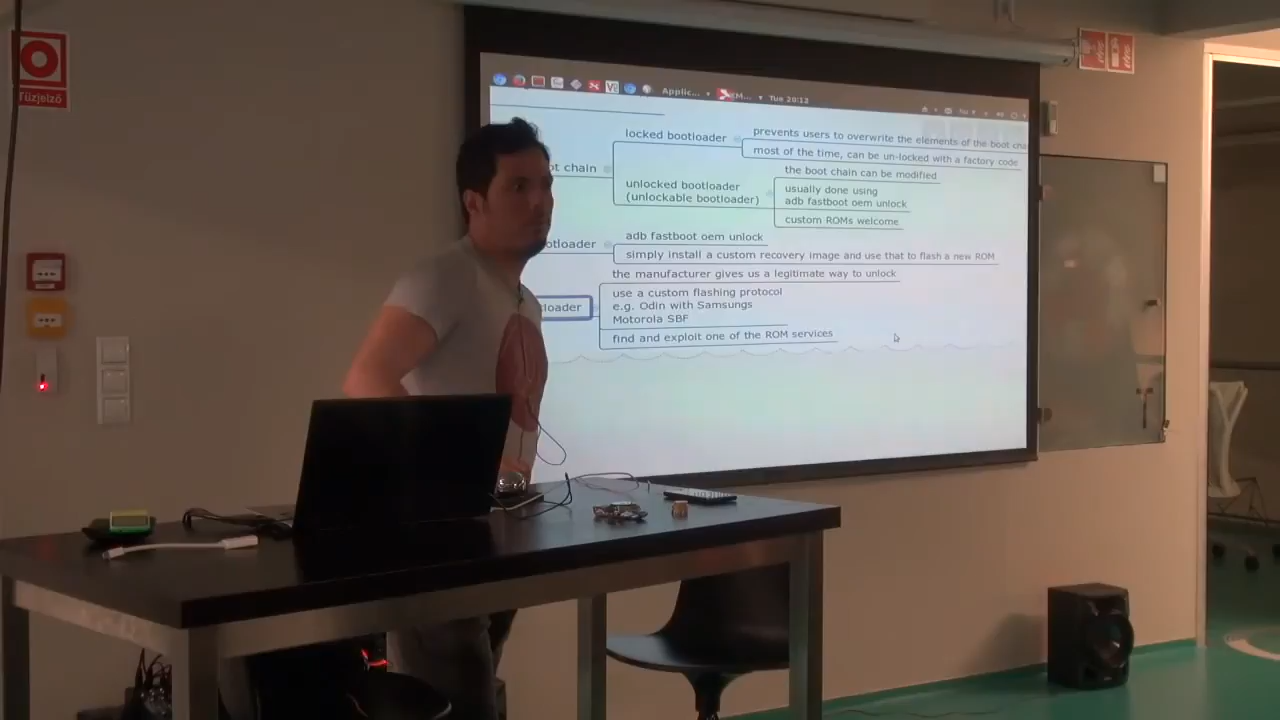 Tűzjelző
Applic...
Tue 20:12
locked bootloader
prevents users to overwrite the elements of the boot cha
most of the time, can be un-locked with a factory code
ot chain
the boot chain can be modified
unlocked bootloader
(unlockable bootloader)
usually done using
adb fastboot oem unlock
custom ROMs welcome
otloader
adb fastboot oem unlock
simply install a custom recovery image and use that to flash a new ROM
the manufacturer gives us a legitimate way to unlock
loader
use a custom flashing protocol
e.g. Odin with Samsungs
Motorola SBF
find and exploit one of the ROM services